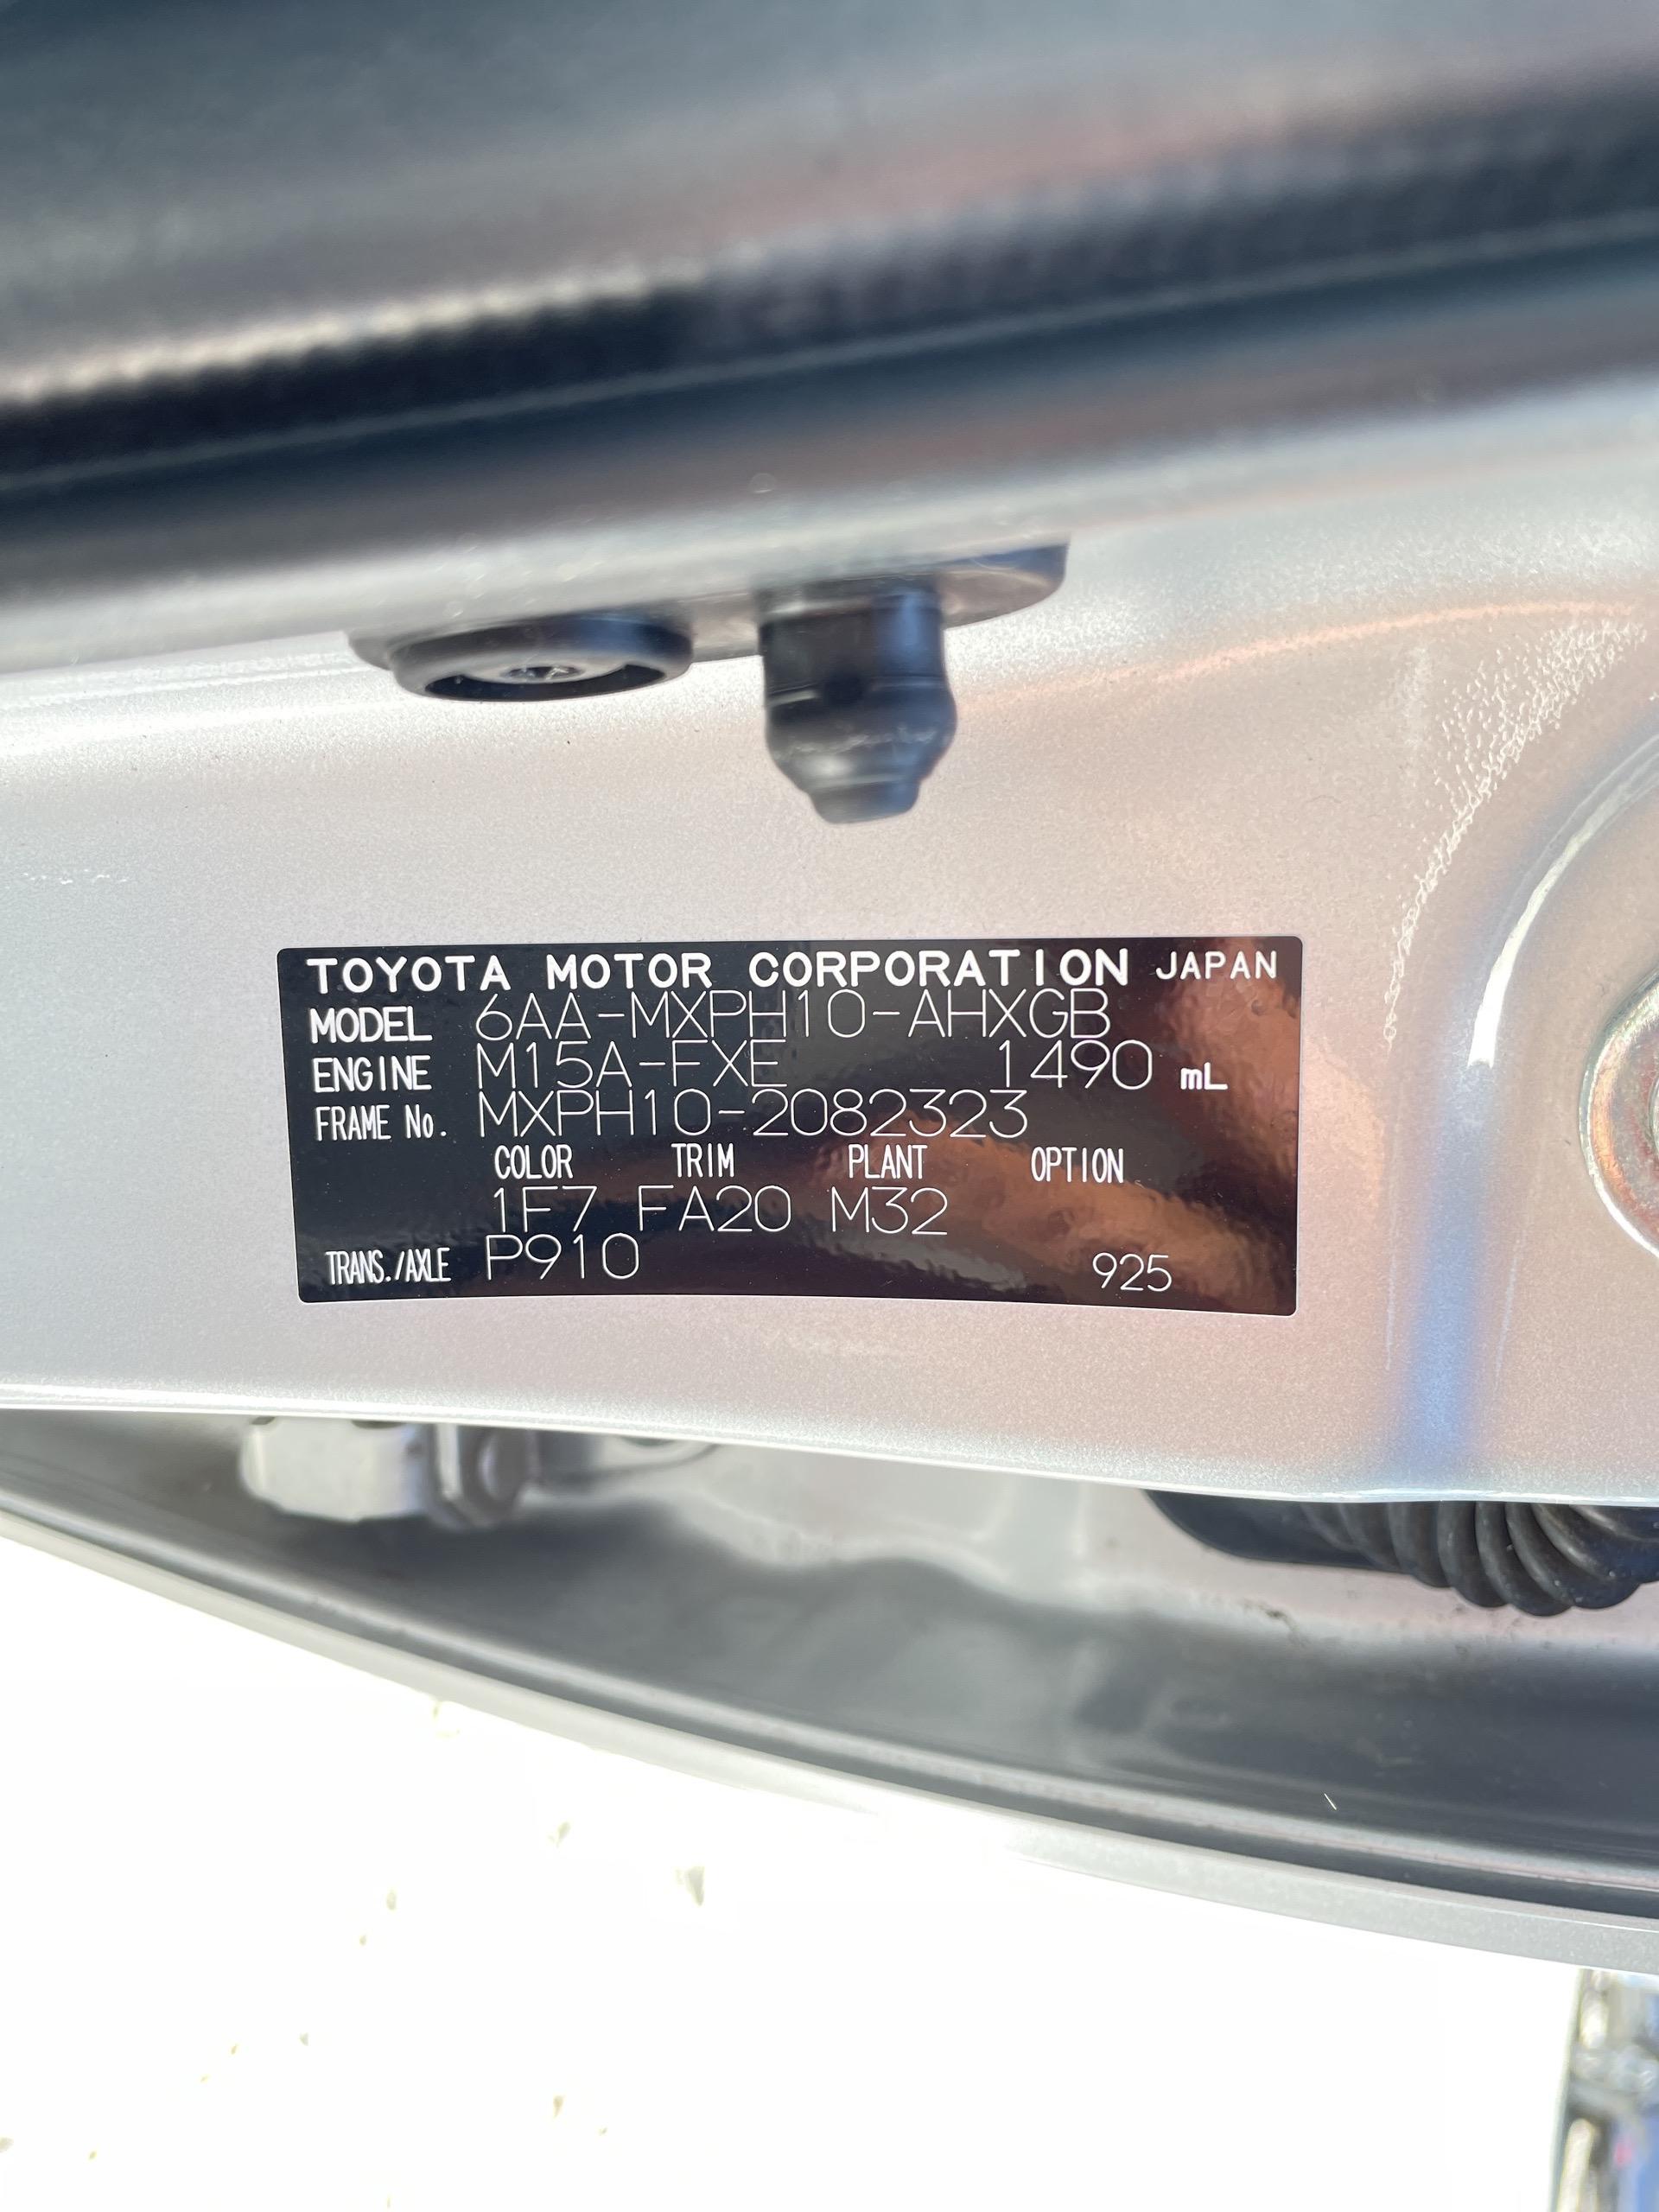 TOYOTA MOTOR CORPORATION JAPAN
MODEL 6AA-MXPH10-AHXGB
ENGINE M15A-FXE 1490 mL
FRAME No. MXPH10-2082323
COLOR TRIM PLANT OPTION
1F7 FA20 M32
TRANS./AXLE P910 925